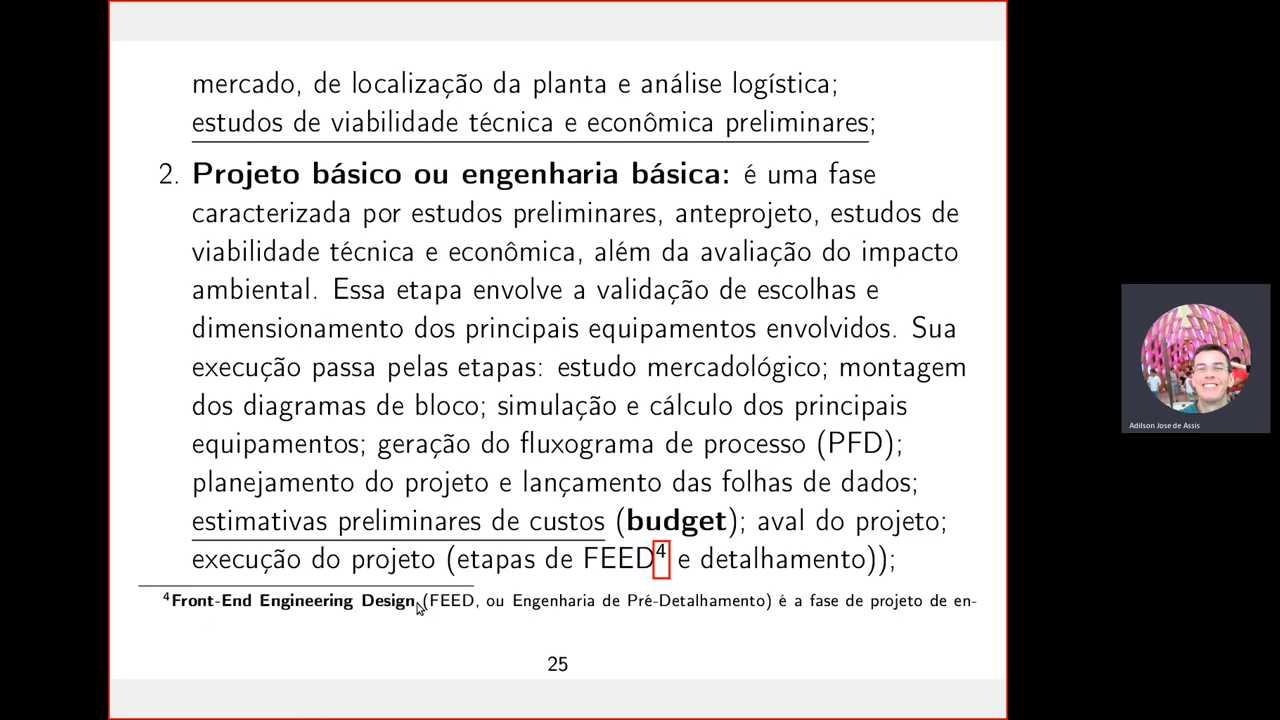 mercado, de localização da planta e análise logística;
estudos de viabilidade técnica e econômica preliminares;
2. Projeto básico ou engenharia básica: é uma fase
caracterizada por estudos preliminares, anteprojeto, estudos de
viabilidade técnica e econômica, além da avaliação do impacto
ambiental. Essa etapa envolve a validação de escolhas e
dimensionamento dos principais equipamentos envolvidos. Sua
execução passa pelas etapas: estudo mercadológico; montagem
dos diagramas de bloco; simulação e cálculo dos principais
equipamentos; geração do fluxograma de processo (PFD);
planejamento do projeto e lançamento das folhas de dados;
estimativas preliminares de custos (budget); aval do projeto;
execução do projeto (etapas de FEED4 e detalhamento));
4Front-End Engineering Design (FEED, ou Engenharia de Pré-Detalhamento) é a fase de projeto de en-
25
Adilson Jose de Assis